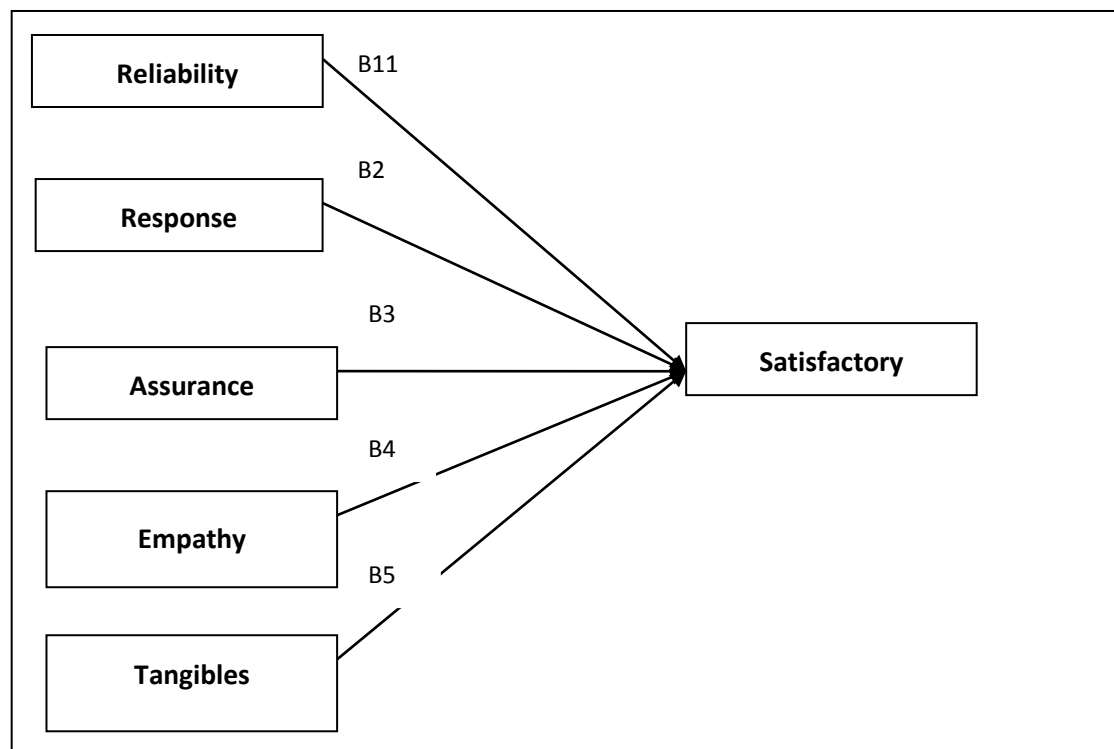 Reliability
B11
B2
Response
B3
Assurance
Satisfactory
B4
Empathy
B5
Tangibles